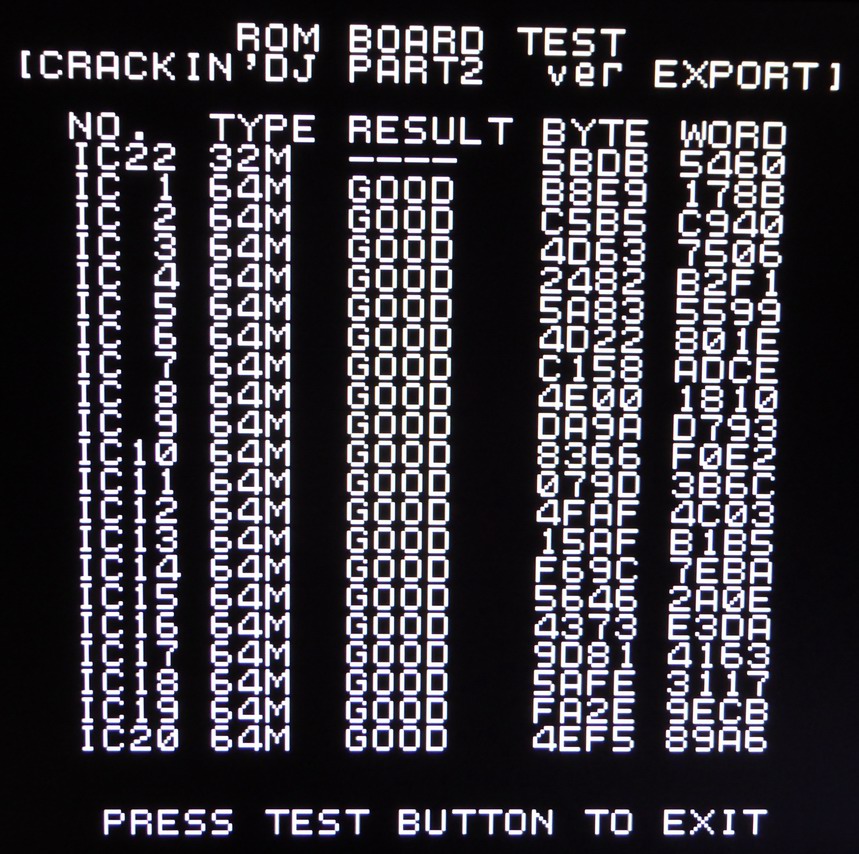 ROM BOARD TEST
[CRACKIN'DJ PART2 ver EXPORT]
NO. TYPE RESULT BYTE WORD
IC22 32M ----- 5BDB 5460
IC 1 64M GOOD B8E9 178B
IC 2 64M GOOD C5B5 C940
IC 3 64M GOOD 4D63 7506
IC 4 64M GOOD 2482 B2F1
IC 5 64M GOOD 5A83 5599
IC 6 64M GOOD 4D22 801E
IC 7 64M GOOD C158 ADCE
IC 8 64M GOOD 4E00 1810
IC 9 64M GOOD DA9A D793
IC10 64M GOOD 8366 F0E2
IC11 64M GOOD 079D 3B6C
IC12 64M GOOD 4FAF 4C03
IC13 64M GOOD 15AF B1B5
IC14 64M GOOD F69C 7EBA
IC15 64M GOOD 5646 2A0E
IC16 64M GOOD 4373 E3DA
IC17 64M GOOD 9D81 4163
IC18 64M GOOD 5AFE 3117
IC19 64M GOOD FA2E 9ECB
IC20 64M GOOD 4EF5 89A6
PRESS TEST BUTTON TO EXIT